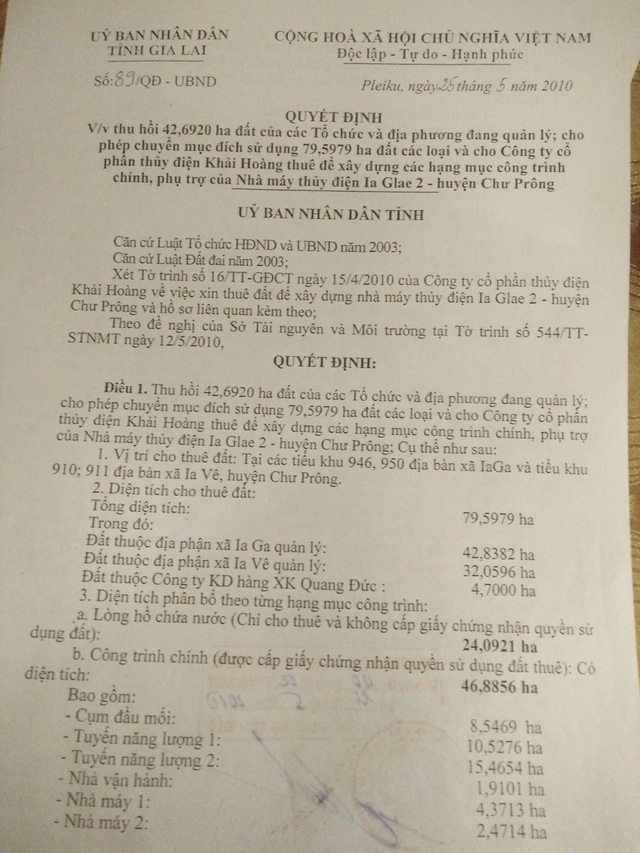 UỶ BAN NHÂN DÂN
TỈNH GIA LAI
CỘNG HOÀ XÃ HỘI CHỦ NGHĨA VIỆT NAM
Độc lập - Tự do - Hạnh phúc
Số:89/QĐ - UBND
Pleiku, ngày 26 tháng 5 năm 2010
QUYẾT ĐỊNH
V/v thu hồi 42,6920 ha đất của các Tổ chức và địa phương đang quản lý; cho
phép chuyển mục đích sử dụng 79,5979 ha đất các loại và cho Công ty cổ
phần thủy điện Khải Hoàng thuê để xây dựng các hạng mục công trình
chính, phụ trợ của Nhà máy thủy điện Ia Glae 2 - huyện Chư Prông
UỶ BAN NHÂN DÂN TỈNH
Căn cứ Luật Tổ chức HĐND và UBND năm 2003;
Căn cứ Luật Đất đai năm 2003;
Xét Tờ trình số 16/TT-GĐCT ngày 15/4/2010 của Công ty cổ phần thủy điện
Khải Hoàng về việc xin thuê đất để xây dựng nhà máy thủy điện Ia Glae 2 - huyện
Chư Prông và hồ sơ liên quan kèm theo;
Theo đề nghị của Sở Tài nguyên và Môi trường tại Tờ trình số 544/TT-
STNMT ngày 12/5/2010,
QUYẾT ĐỊNH:
Điều 1. Thu hồi 42,6920 ha đất của các Tổ chức và địa phương đang quản lý;
cho phép chuyển mục đích sử dụng 79,5979 ha đất các loại và cho Công ty cổ phần
thủy điện Khải Hoàng thuê để xây dựng các hạng mục công trình chính, phụ trợ
của Nhà máy thủy điện Ia Glae 2 - huyện Chư Prông; Cụ thể như sau:
1. Vị trí cho thuê đất: Tại các tiểu khu 946, 950 địa bàn xã IaGa và tiểu khu
910; 911 địa bàn xã Ia Vê, huyện Chư Prông.
2. Diện tích cho thuê đất:
Tổng diện tích: 79,5979 ha
Trong đó:
Đất thuộc địa phận xã Ia Ga quản lý: 42,8382 ha
Đất thuộc địa phận xã Ia Vê quản lý: 32,0596 ha
Đất thuộc Công ty KD hàng XK Quang Đức : 4,7000 ha
3. Diện tích phân bổ theo từng hạng mục công trình:
a. Lòng hồ chứa nước (Chỉ cho thuê và không cấp giấy chứng nhận quyền sử
dụng đất): 24,0921 ha
b. Công trình chính (được cấp giấy chứng nhận quyền sử dụng đất thuê): Có
diện tích: 46,8856 ha
Bao gồm:
- Cụm đầu mối: 8,5469 ha
- Tuyến năng lượng 1: 10,5276 ha
- Tuyến năng lượng 2: 15,4654 ha
- Nhà vận hành: 1,9101 ha
- Nhà máy 1: 4,3713 ha
- Nhà máy 2: 2,4714 ha